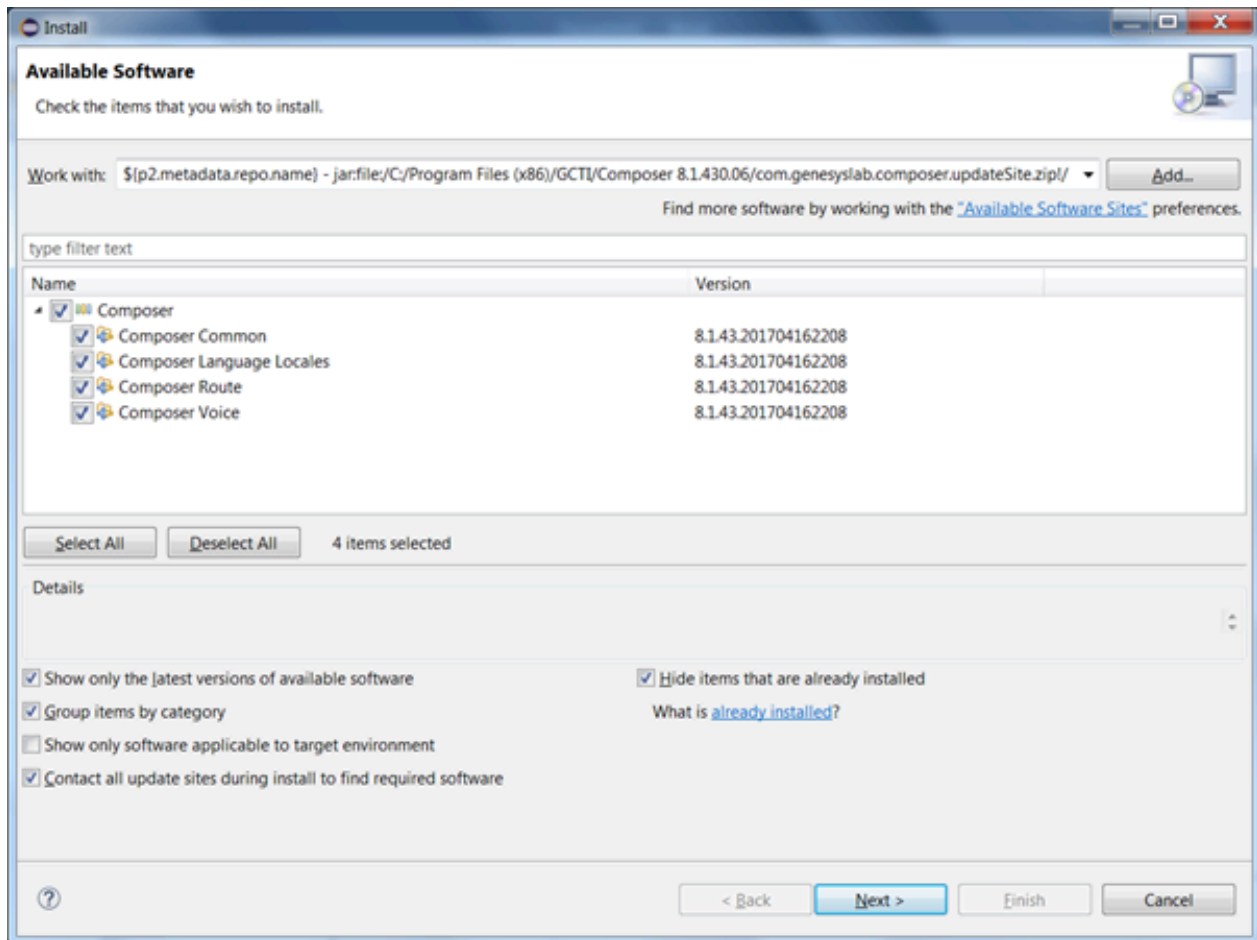 Install
Available Software
Check the items that you wish to install.
Work with: ${p2.metadata.repo.name} - jar:file:/C:/Program Files (x86)/GCTI/Composer 8.1.430.06/com.genesyslab.composer.updateSite.zip!/ Add...
Find more software by working with the "Available Software Sites" preferences.
type filter text
Name Version
Composer
Composer Common 8.1.43.201704162208
Composer Language Locales 8.1.43.201704162208
Composer Route 8.1.43.201704162208
Composer Voice 8.1.43.201704162208
Select All Deselect All 4 items selected
Details
Show only the latest versions of available software Hide items that are already installed
Group items by category What is already installed?
Show only software applicable to target environment
Contact all update sites during install to find required software
? < Back Next > Finish Cancel